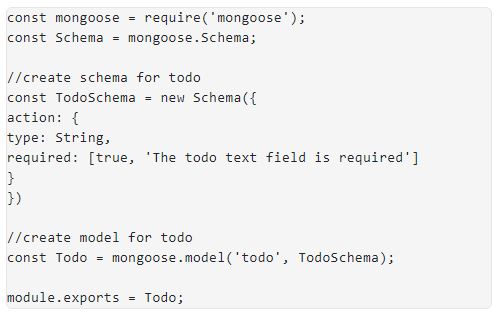 const mongoose = require('mongoose');
const Schema = mongoose.Schema;

//create schema for todo
const TodoSchema = new Schema({
action: {
type: String,
required: [true, 'The todo text field is required']
}
})

//create model for todo
const Todo = mongoose.model('todo', TodoSchema);

module.exports = Todo;